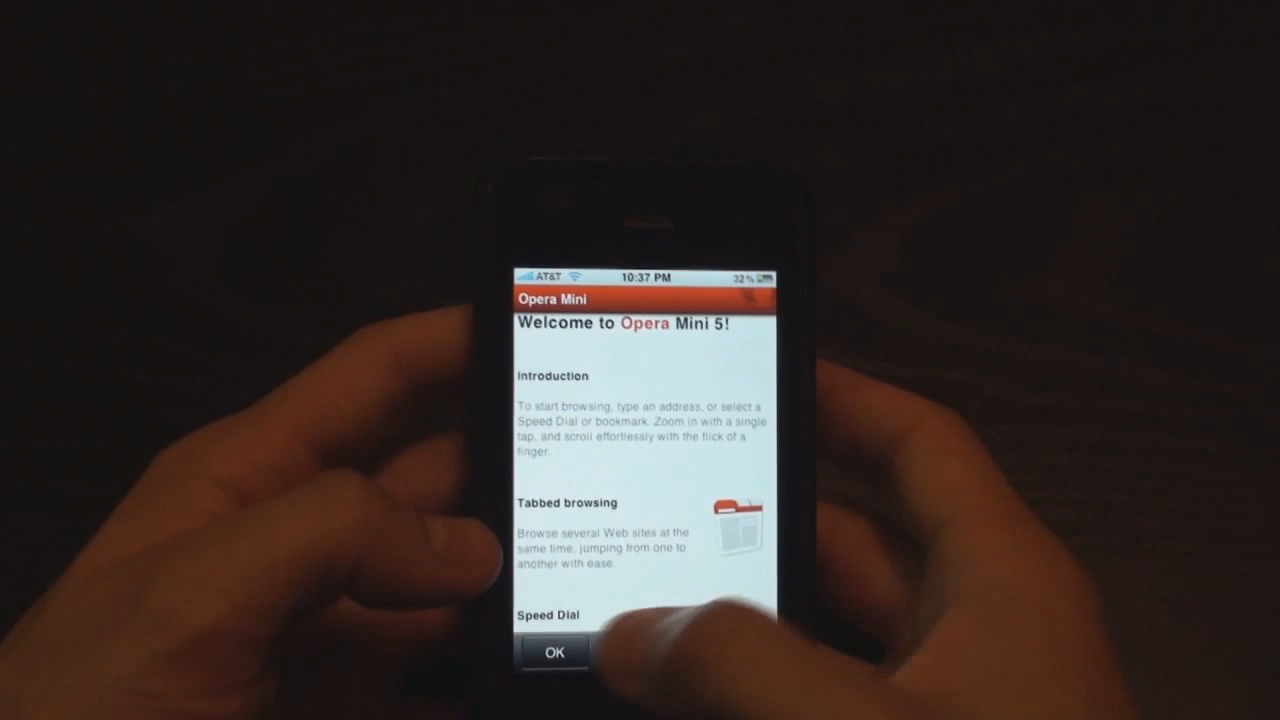 AT&T 10:37 PM 32%
Opera Mini
Welcome to Opera Mini 5!
Introduction
To start browsing, type an address, or select a
Speed Dial or bookmark. Zoom in with a single
tap, and scroll effortlessly with the flick of a
finger.
Tabbed browsing
Browse several Web sites at the
same time, jumping from one to
another with ease.
Speed Dial
OK